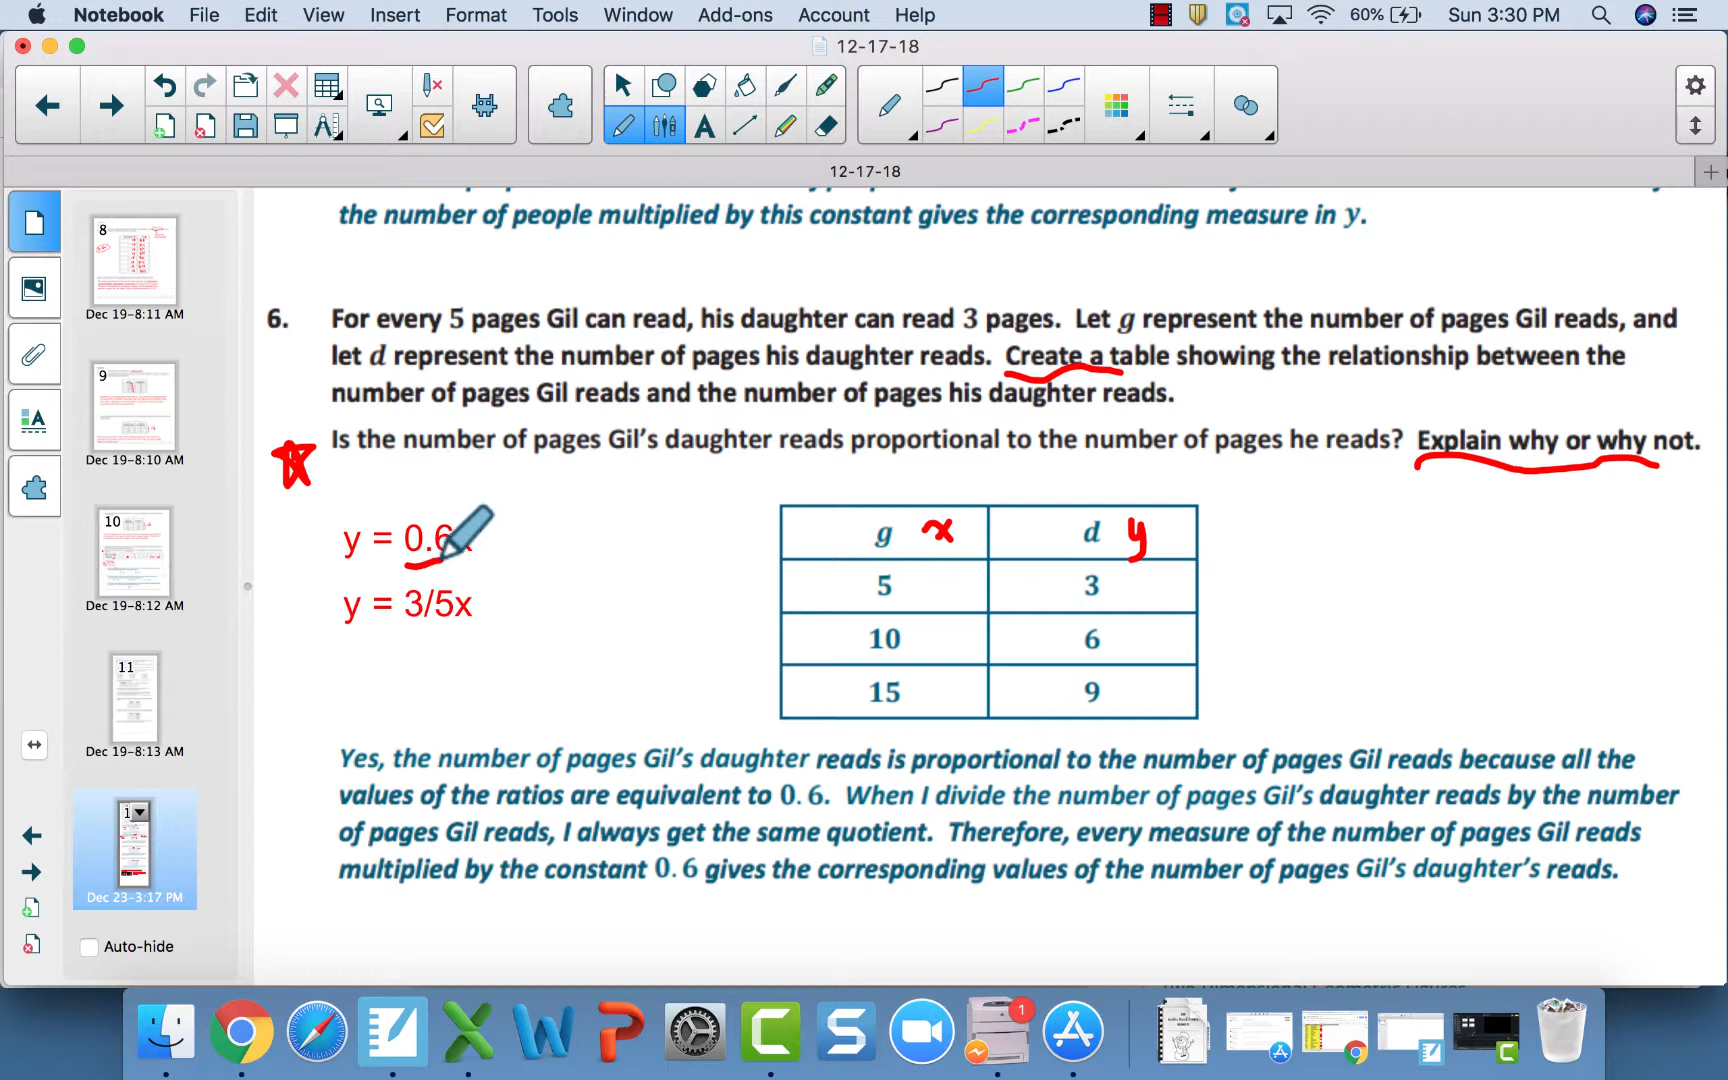 Notebook File Edit View Insert Format Tools Window Add-ons Account Help 60% Sun 3:30 PM
12-17-18
12-17-18
the number of people multiplied by this constant gives the corresponding measure in y.
6. For every 5 pages Gil can read, his daughter can read 3 pages. Let g represent the number of pages Gil reads, and
let d represent the number of pages his daughter reads. Create a table showing the relationship between the
number of pages Gil reads and the number of pages his daughter reads.
Is the number of pages Gil's daughter reads proportional to the number of pages he reads? Explain why or why not.
y = 0.6x
y = 3/5x
g x d y
5 3
10 6
15 9
Yes, the number of pages Gil's daughter reads is proportional to the number of pages Gil reads because all the
values of the ratios are equivalent to 0.6. When I divide the number of pages Gil's daughter reads by the number
of pages Gil reads, I always get the same quotient. Therefore, every measure of the number of pages Gil reads
multiplied by the constant 0.6 gives the corresponding values of the number of pages Gil's daughter's reads.
8
Dec 19-8:11 AM
9
Dec 19-8:10 AM
10
Dec 19-8:12 AM
11
Dec 19-8:13 AM
1
Dec 23-3:17 PM
Auto-hide
1